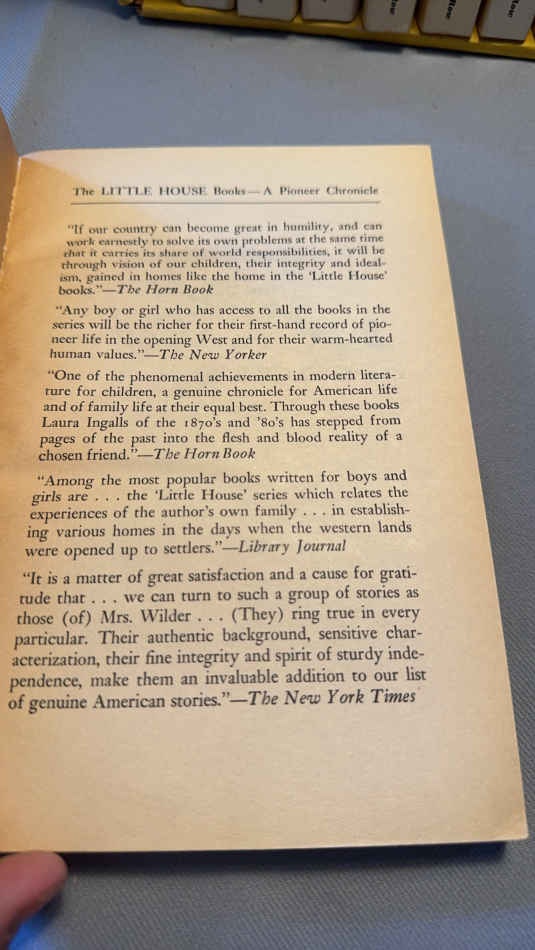 Row
Row
Row
The LITTLE HOUSE Books—A Pioneer Chronicle
“If our country can become great in humility, and can
work earnestly to solve its own problems at the same time
that it carries its share of world responsibilities, it will be
through vision of our children, their integrity and ideal-
ism, gained in homes like the home in the ‘Little House’
books.”—The Horn Book
“Any boy or girl who has access to all the books in the
series will be the richer for their first-hand record of pio-
neer life in the opening West and for their warm-hearted
human values.”—The New Yorker
“One of the phenomenal achievements in modern litera-
ture for children, a genuine chronicle for American life
and of family life at their equal best. Through these books
Laura Ingalls of the 1870’s and ’80’s has stepped from
pages of the past into the flesh and blood reality of a
chosen friend.”—The Horn Book
“Among the most popular books written for boys and
girls are . . . the ‘Little House’ series which relates the
experiences of the author’s own family . . . in establish-
ing various homes in the days when the western lands
were opened up to settlers.”—Library Journal
“It is a matter of great satisfaction and a cause for grati-
tude that . . . we can turn to such a group of stories as
those (of) Mrs. Wilder . . . (They) ring true in every
particular. Their authentic background, sensitive char-
acterization, their fine integrity and spirit of sturdy inde-
pendence, make them an invaluable addition to our list
of genuine American stories.”—The New York Times